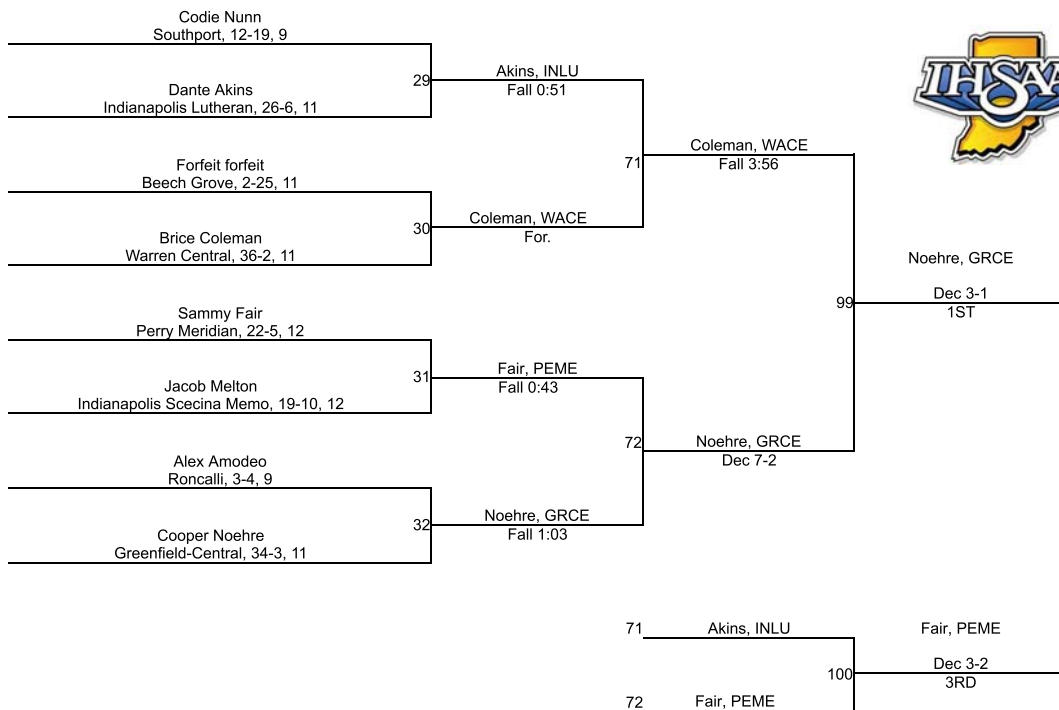 Codie Nunn
Southport, 12-19, 9
Dante Akins
Indianapolis Lutheran, 26-6, 11
29
Akins, INLU
Fall 0:51
Forfeit forfeit
Beech Grove, 2-25, 11
Brice Coleman
Warren Central, 36-2, 11
30
Coleman, WACE
For.
71
Coleman, WACE
Fall 3:56
IHSAA
Sammy Fair
Perry Meridian, 22-5, 12
Jacob Melton
Indianapolis Scecina Memo, 19-10, 12
31
Fair, PEME
Fall 0:43
Alex Amodeo
Roncalli, 3-4, 9
Cooper Noehre
Greenfield-Central, 34-3, 11
32
Noehre, GRCE
Fall 1:03
72
Noehre, GRCE
Dec 7-2
99
Noehre, GRCE
Dec 3-1
1ST
71
Akins, INLU
72
Fair, PEME
100
Fair, PEME
Dec 3-2
3RD